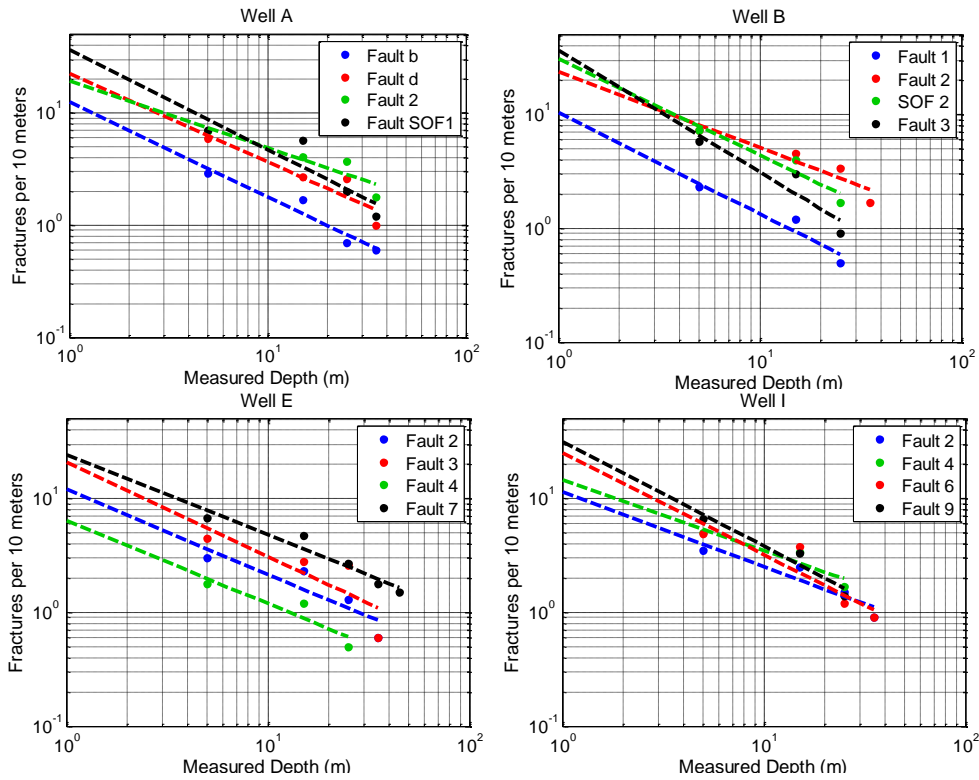 Well A
Fractures per 10 meters
10^1
10^0
10^-1
Fault b
Fault d
Fault 2
Fault SOF1
10^0
10^1
10^2
Measured Depth (m)
Well B
Fractures per 10 meters
10^1
10^0
10^-1
Fault 1
Fault 2
SOF 2
Fault 3
10^0
10^1
10^2
Measured Depth (m)
Well E
Fractures per 10 meters
10^1
10^0
10^-1
Fault 2
Fault 3
Fault 4
Fault 7
10^0
10^1
10^2
Measured Depth (m)
Well I
Fractures per 10 meters
10^1
10^0
10^-1
Fault 2
Fault 4
Fault 6
Fault 9
10^0
10^1
10^2
Measured Depth (m)